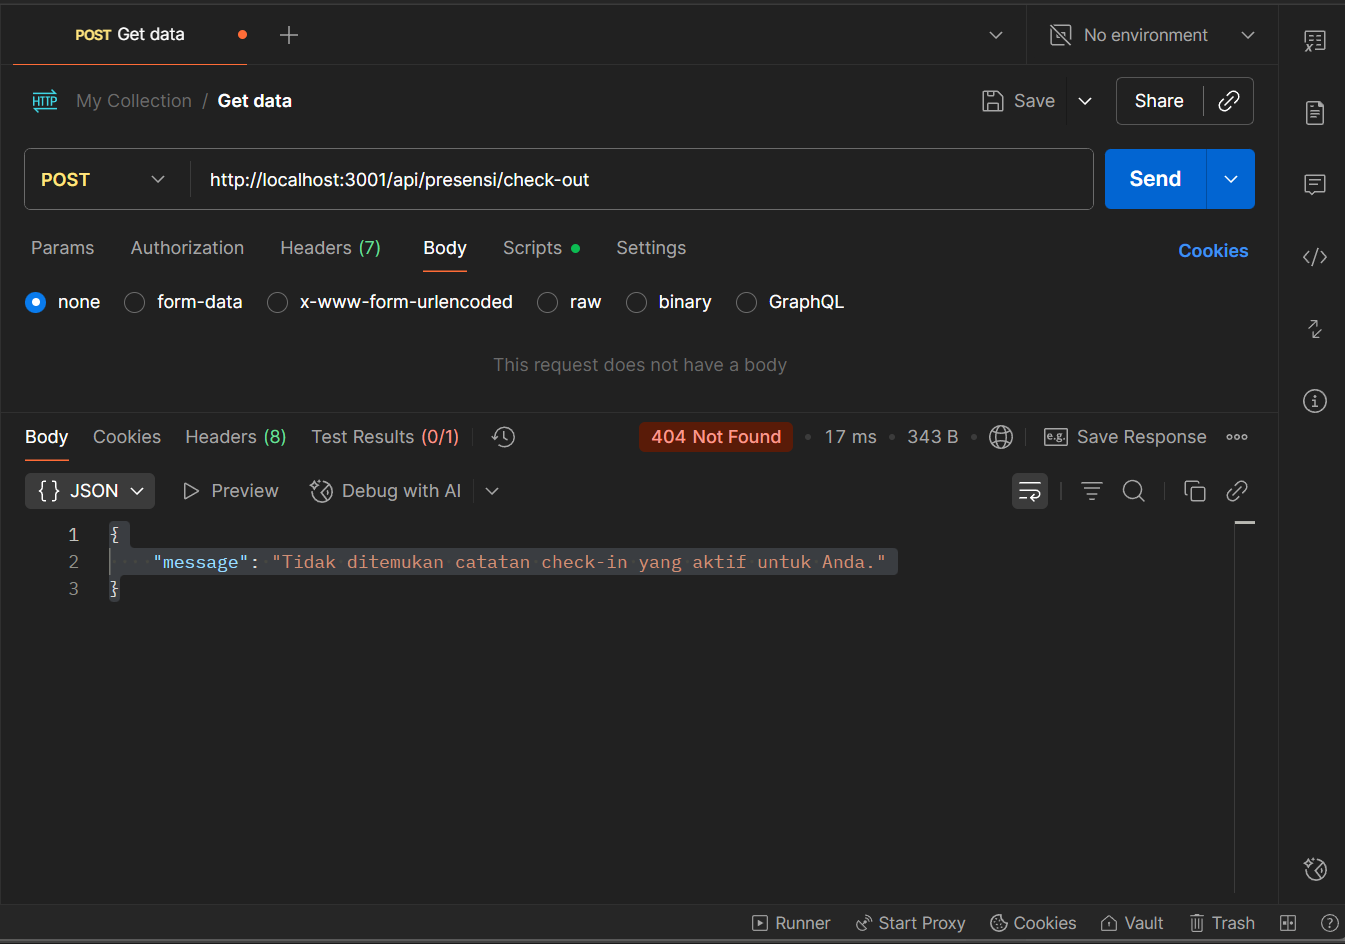 POST Get data
No environment
HTTP My Collection / Get data
Save
Share
POST http://localhost:3001/api/presensi/check-out
Send
Params Authorization Headers (7) Body Scripts Settings
Cookies
none form-data x-www-form-urlencoded raw binary GraphQL
This request does not have a body
Body Cookies Headers (8) Test Results (0/1) 404 Not Found • 17 ms • 343 B • e.g. Save Response
{} JSON Preview Debug with AI
1 {
2 "message": "Tidak ditemukan catatan check-in yang aktif untuk Anda."
3 }
Runner Start Proxy Cookies Vault Trash